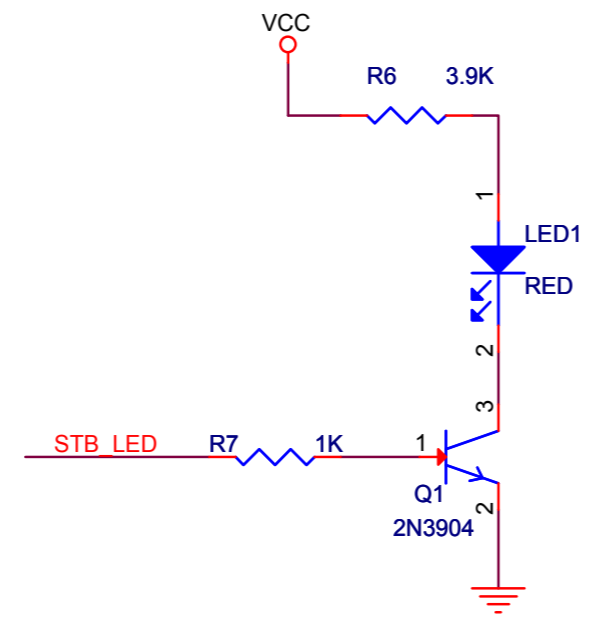 VCC
R6 3.9K
1
LED1
RED
2
3
STB_LED R7 1K 1
Q1
2
2N3904